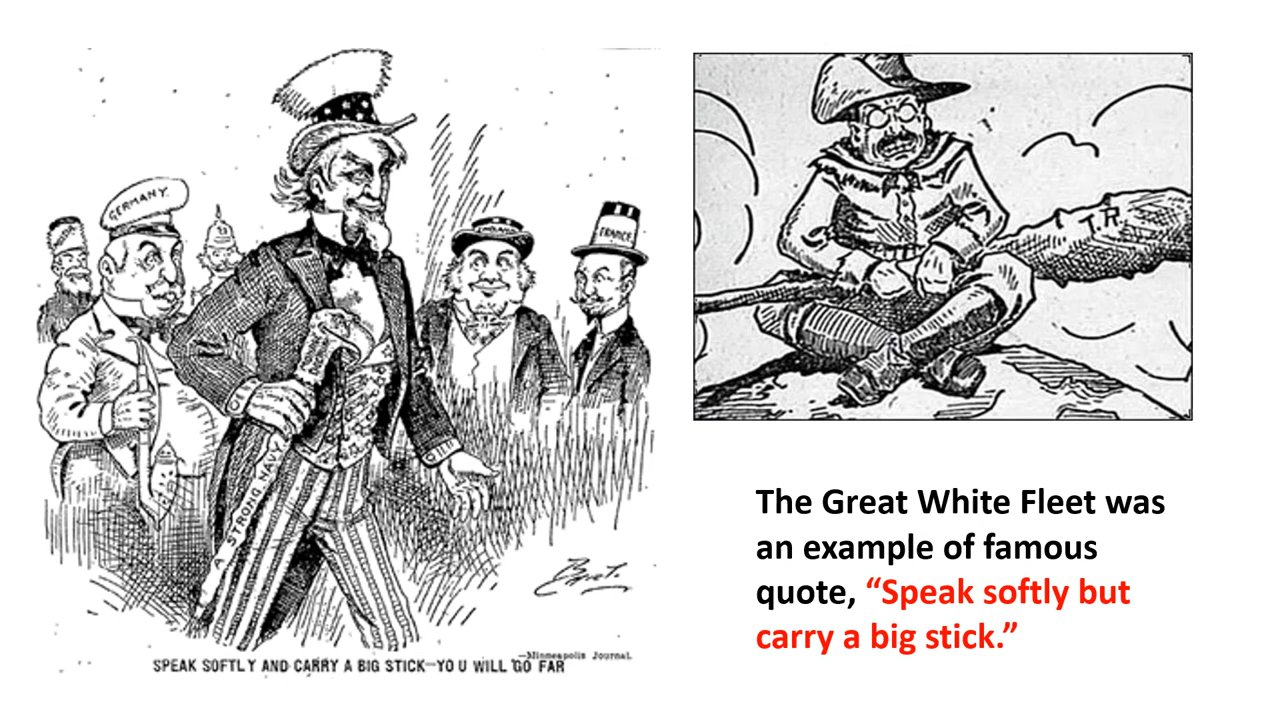 GERMANY.
ENGLAND
FRANCE
A STRONG NAVY
T.R
—Minneapolis Journal.
SPEAK SOFTLY AND CARRY A BIG STICK—YO U WILL GO FAR
The Great White Fleet was
an example of famous
quote, “Speak softly but
carry a big stick.”